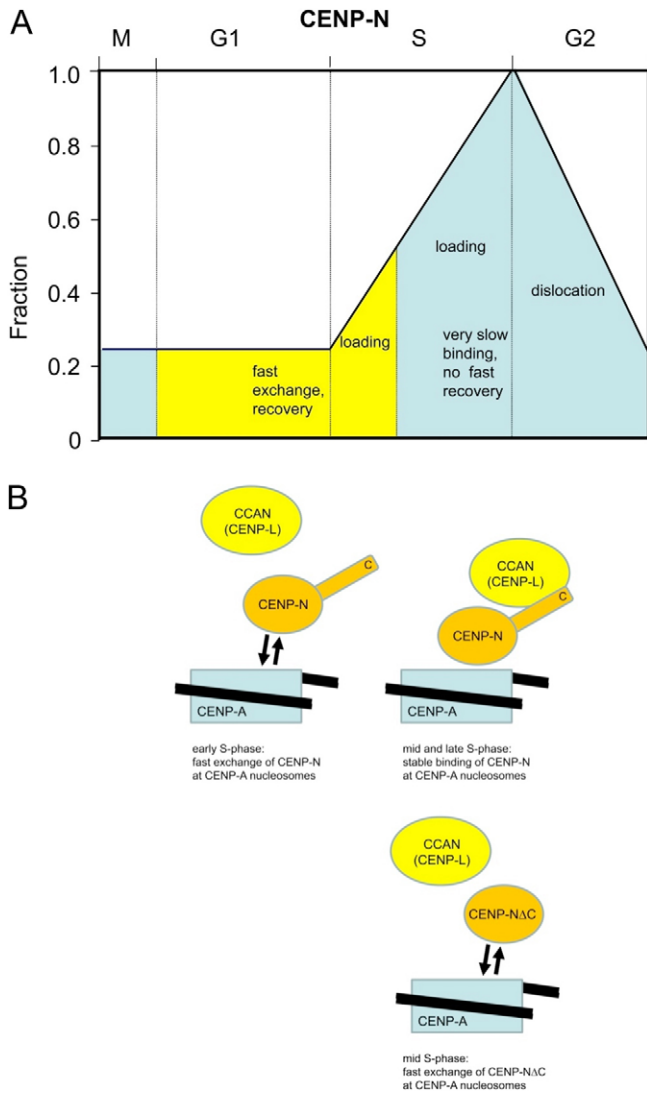 A
CENP-N
M
G1
S
G2
1.0
0.8
0.6
0.4
0.2
0
Fraction
fast
exchange,
recovery
loading
loading
very slow
binding,
no fast
recovery
dislocation
B
CCAN
(CENP-L)
CENP-N
C
CENP-A
early S-phase:
fast exchange of CENP-N
at CENP-A nucleosomes
CCAN
(CENP-L)
CENP-N
C
CENP-A
mid and late S-phase:
stable binding of CENP-N
at CENP-A nucleosomes
CCAN
(CENP-L)
CENP-NΔC
CENP-A
mid S-phase:
fast exchange of CENP-NΔC
at CENP-A nucleosomes